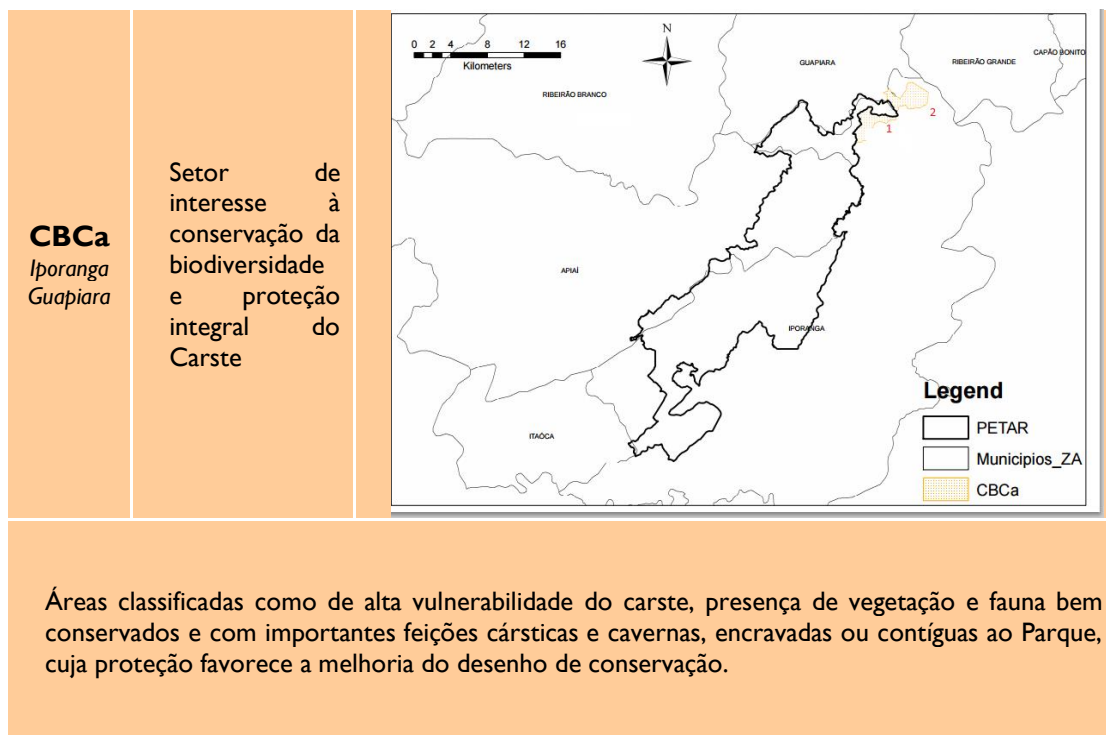 CBCa
Iporanga
Guapiara
Setor de
interesse à
conservação da
biodiversidade
e proteção
integral do
Carste
0 2 4 8 12 16
Kilometers
N
GUAPIARA
RIBEIRÃO GRANDE
CAPÃO BONITO
RIBEIRÃO BRANCO
2
1
APIAÍ
IPORANGA
ITAÓCA
Legend
PETAR
Municipios_ZA
CBCa
Áreas classificadas como de alta vulnerabilidade do carste, presença de vegetação e fauna bem
conservados e com importantes feições cársticas e cavernas, encravadas ou contíguas ao Parque,
cuja proteção favorece a melhoria do desenho de conservação.